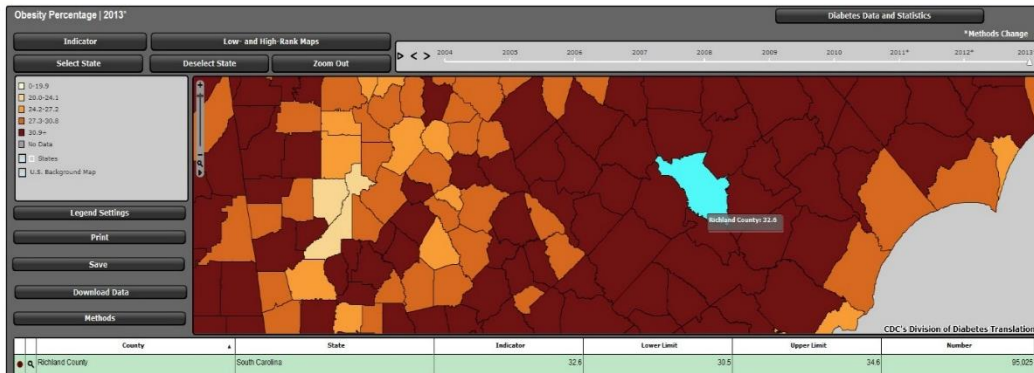 Obesity Percentage | 2013*
Diabetes Data and Statistics
*Methods Change
Indicator
Low- and High-Rank Maps
Select State
Deselect State
Zoom Out
2004 2005 2006 2007 2008 2009 2010 2011* 2012* 2013
0-19.9
20.0-24.1
24.2-27.2
27.3-30.8
30.9+
No Data
States
U.S. Background Map
Legend Settings
Print
Save
Download Data
Methods
Richland County: 32.6
CDC's Division of Diabetes Translation
County State Indicator Lower Limit Upper Limit Number
Richland County South Carolina 32.6 30.5 34.6 95,025